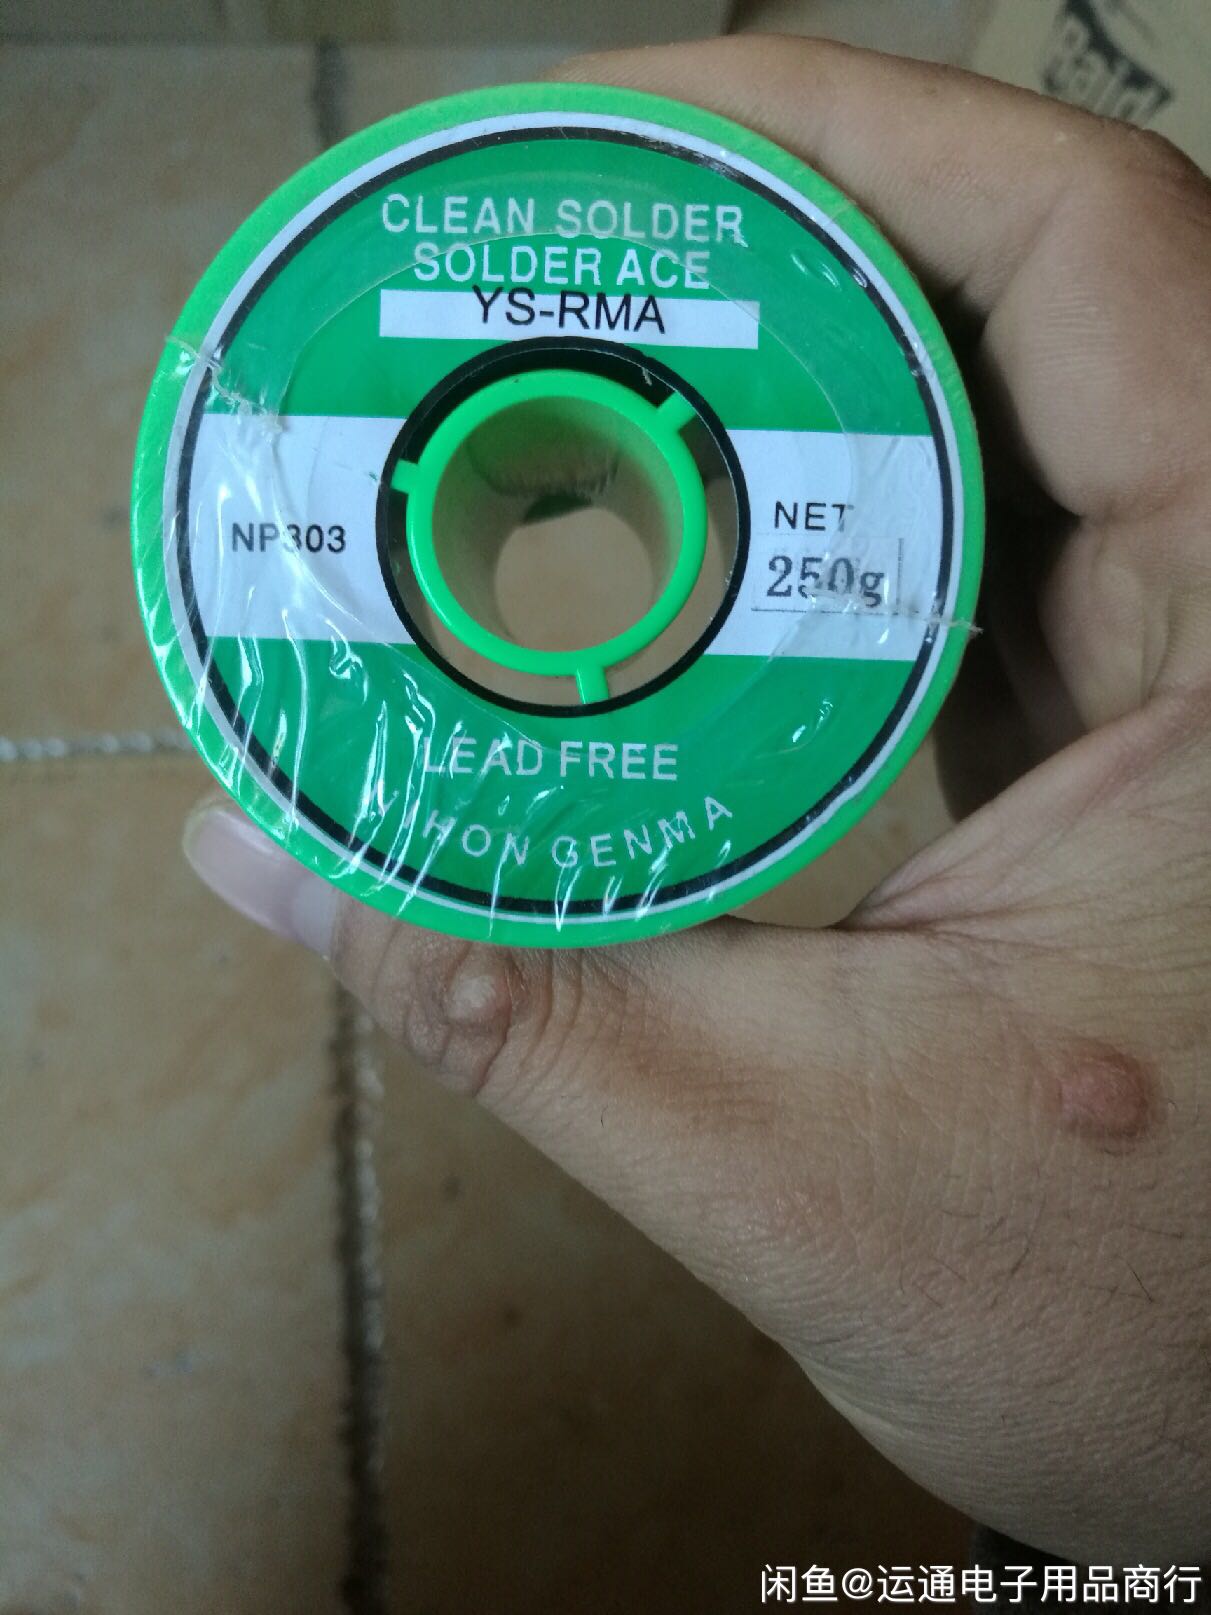 CLEAN SOLDER
SOLDER ACE
YS-RMA
NP303
NET
250g
LEAD FREE
HON GENMA
闲鱼@运通电子用品商行